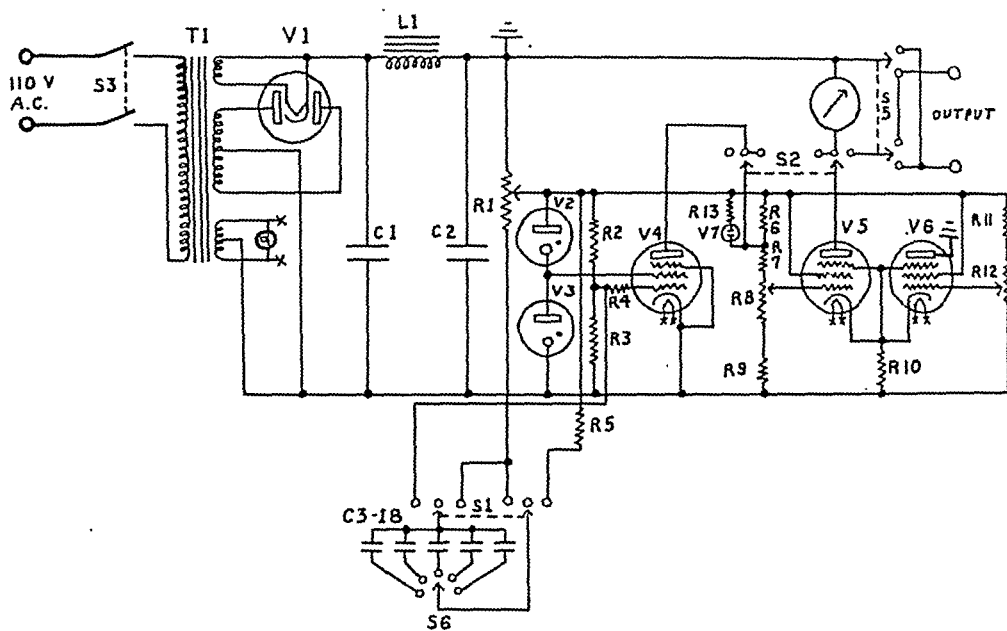 T1
V1
L1
110 V
A.C.
S3
S5
OUTPUT
S2
R1
V2
R13
V7
R6
R7
R11
C1
C2
R2
V4
V5
V6
R12
V3
R4
R8
R3
R9
R10
R5
S1
C3-18
S6